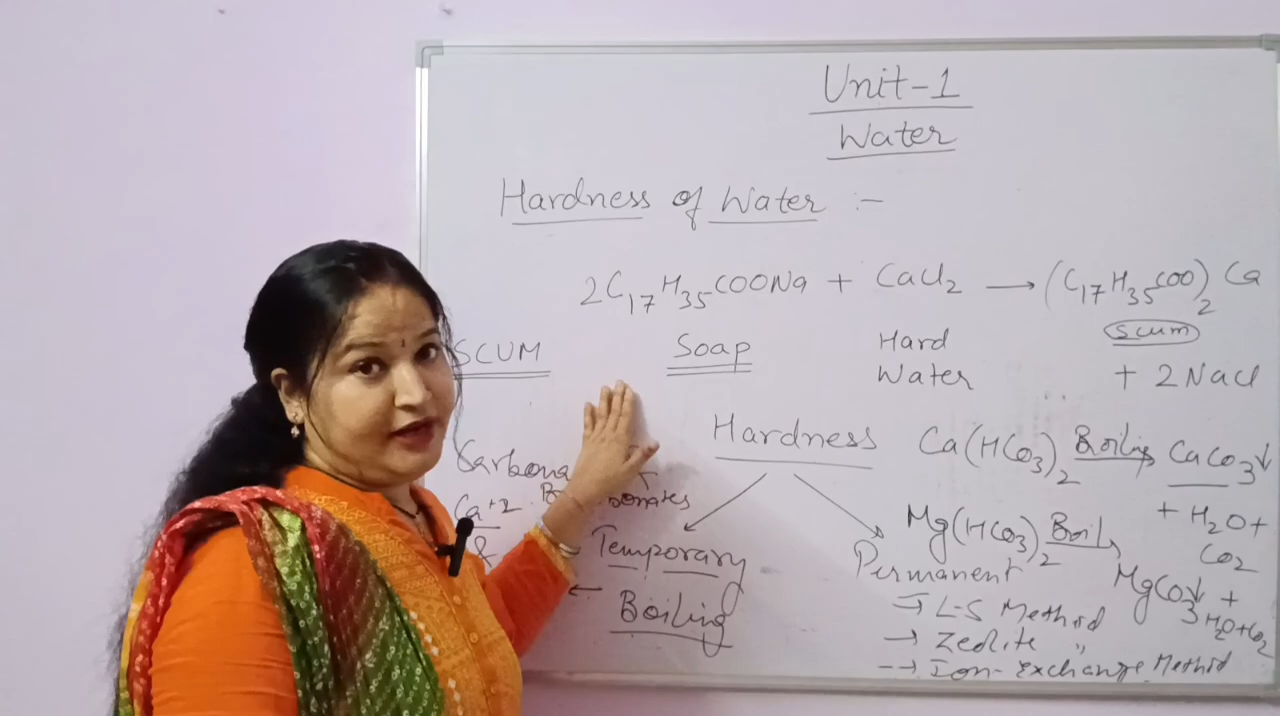 Unit-1
Water
Hardness of Water :-
2C17H35COONa + CaCl2 → (C17H35COO)2 Ca
SCUM
Soap
Hard
Water
Scum
+ 2NaCl
Hardness
Ca(HCO3)2 Boiling CaCO3↓
+ H2O +
CO2
Mg(HCO3)2 Boil
MgCO3↓ +
H2O+CO2
Ca+2
&
Temporary
← Boiling
Permanent
→ L-S Method
→ Zeolite "
→ Ion-Exchange Method